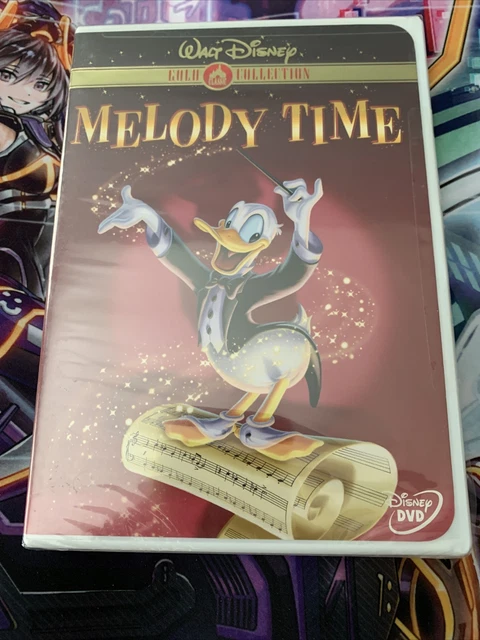 WALT DISNEY
GOLD COLLECTION
MELODY TIME
DISNEY
DVD